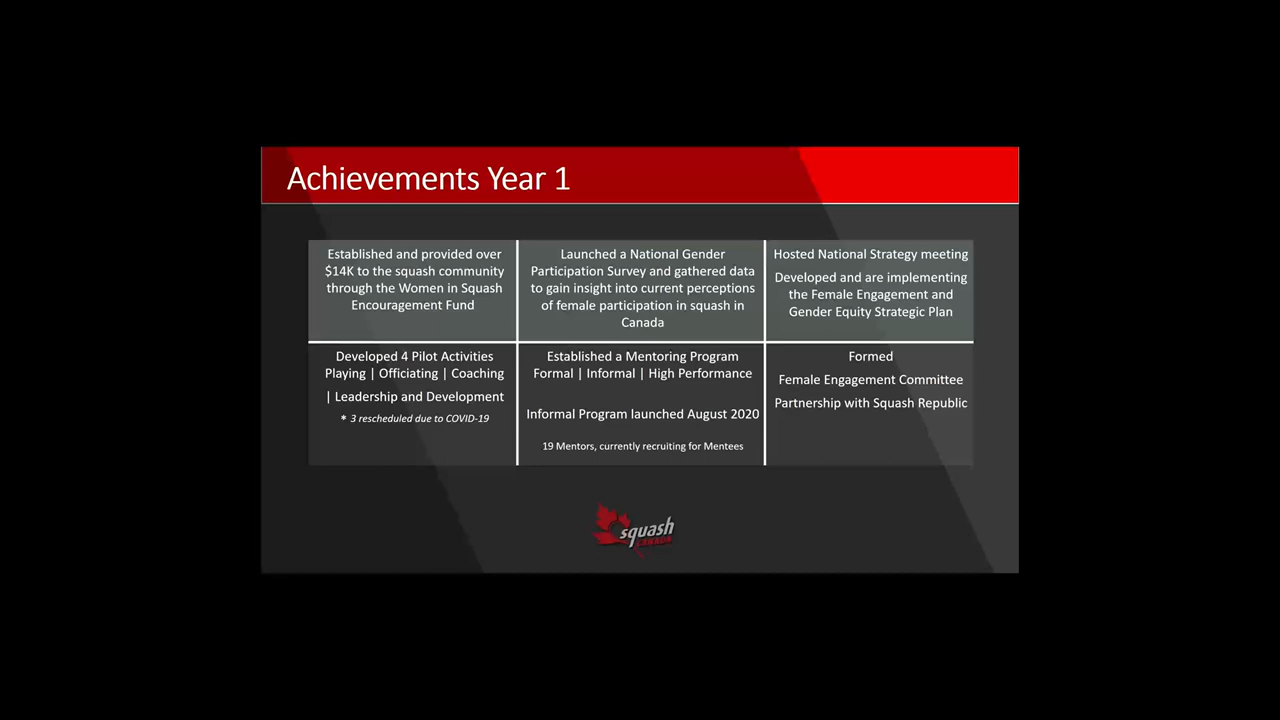 Achievements Year 1
Established and provided over
$14K to the squash community
through the Women in Squash
Encouragement Fund
Launched a National Gender
Participation Survey and gathered data
to gain insight into current perceptions
of female participation in squash in
Canada
Hosted National Strategy meeting
Developed and are implementing
the Female Engagement and
Gender Equity Strategic Plan
Developed 4 Pilot Activities
Playing | Officiating | Coaching
| Leadership and Development
* 3 rescheduled due to COVID-19
Established a Mentoring Program
Formal | Informal | High Performance
Informal Program launched August 2020
19 Mentors, currently recruiting for Mentees
Formed
Female Engagement Committee
Partnership with Squash Republic
squash
CANADA